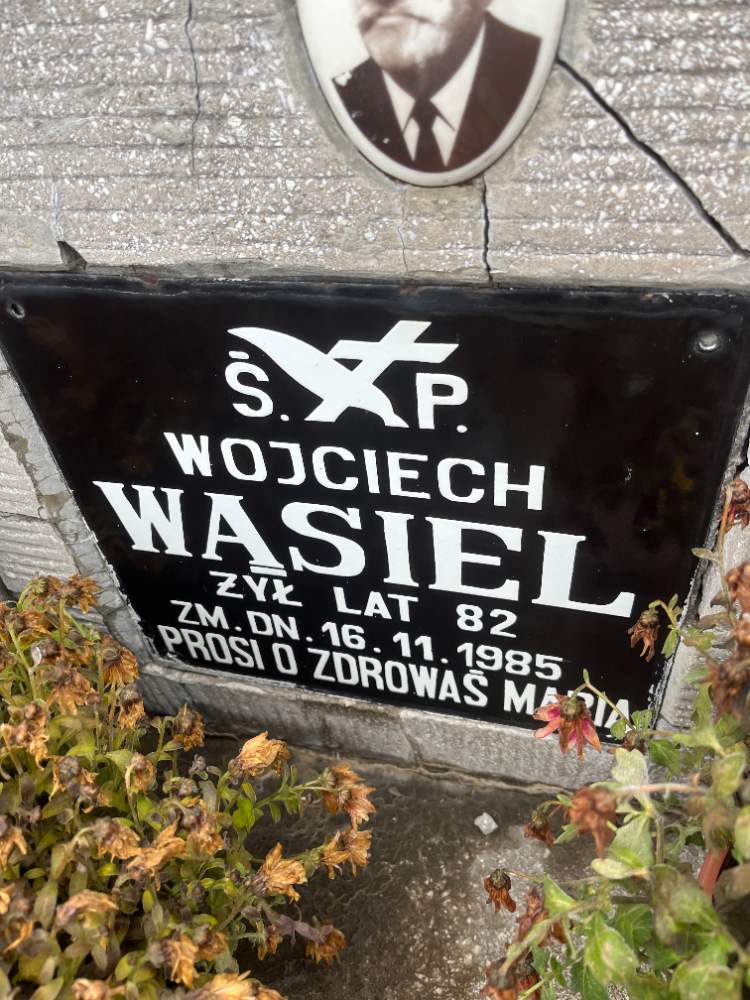 Ś. P.
WOJCIECH
WĄSIEL
ŻYŁ LAT 82
ZM. DN. 16.11.1985
PROSI O ZDROWAŚ MARIA